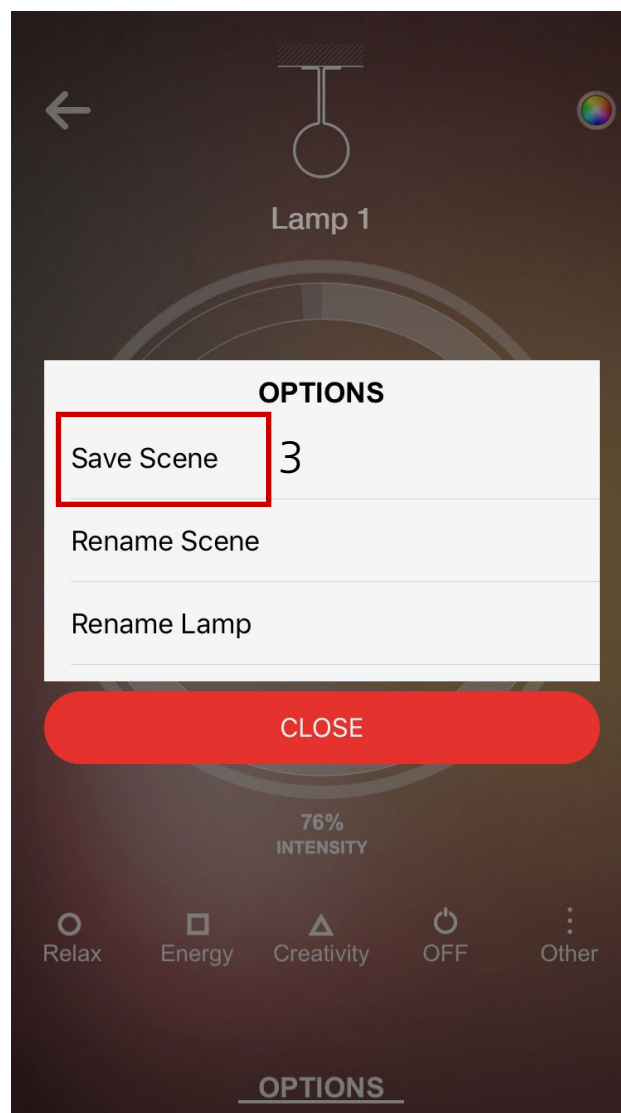 Lamp 1
OPTIONS
Save Scene 3
Rename Scene
Rename Lamp
CLOSE
76%
INTENSITY
Relax Energy Creativity OFF Other
OPTIONS